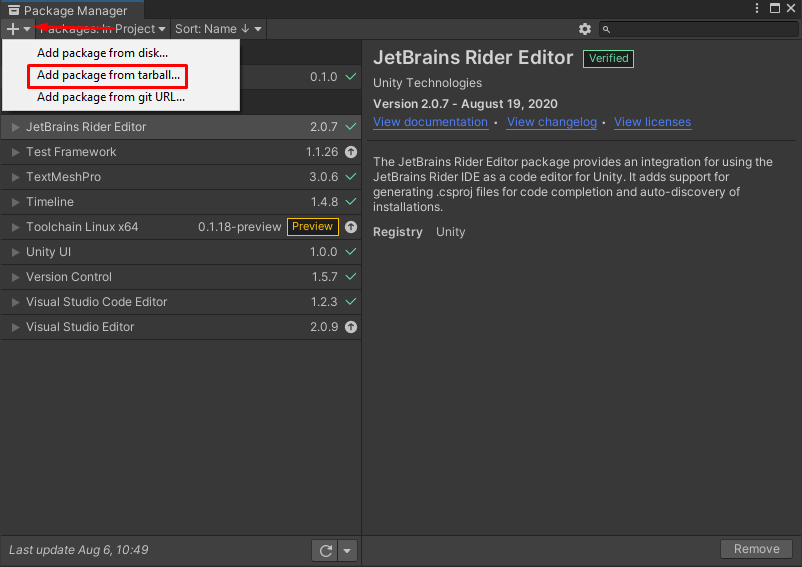 Package Manager
Packages: In Project
Sort: Name ↓
Add package from disk...
Add package from tarball...
Add package from git URL...
0.1.0
JetBrains Rider Editor 2.0.7
Test Framework 1.1.26
TextMeshPro 3.0.6
Timeline 1.4.8
Toolchain Linux x64 0.1.18-preview Preview
Unity UI 1.0.0
Version Control 1.5.7
Visual Studio Code Editor 1.2.3
Visual Studio Editor 2.0.9
Last update Aug 6, 10:49
JetBrains Rider Editor Verified
Unity Technologies
Version 2.0.7 - August 19, 2020
View documentation • View changelog • View licenses
The JetBrains Rider Editor package provides an integration for using the
JetBrains Rider IDE as a code editor for Unity. It adds support for
generating .csproj files for code completion and auto-discovery of
installations.
Registry Unity
Remove